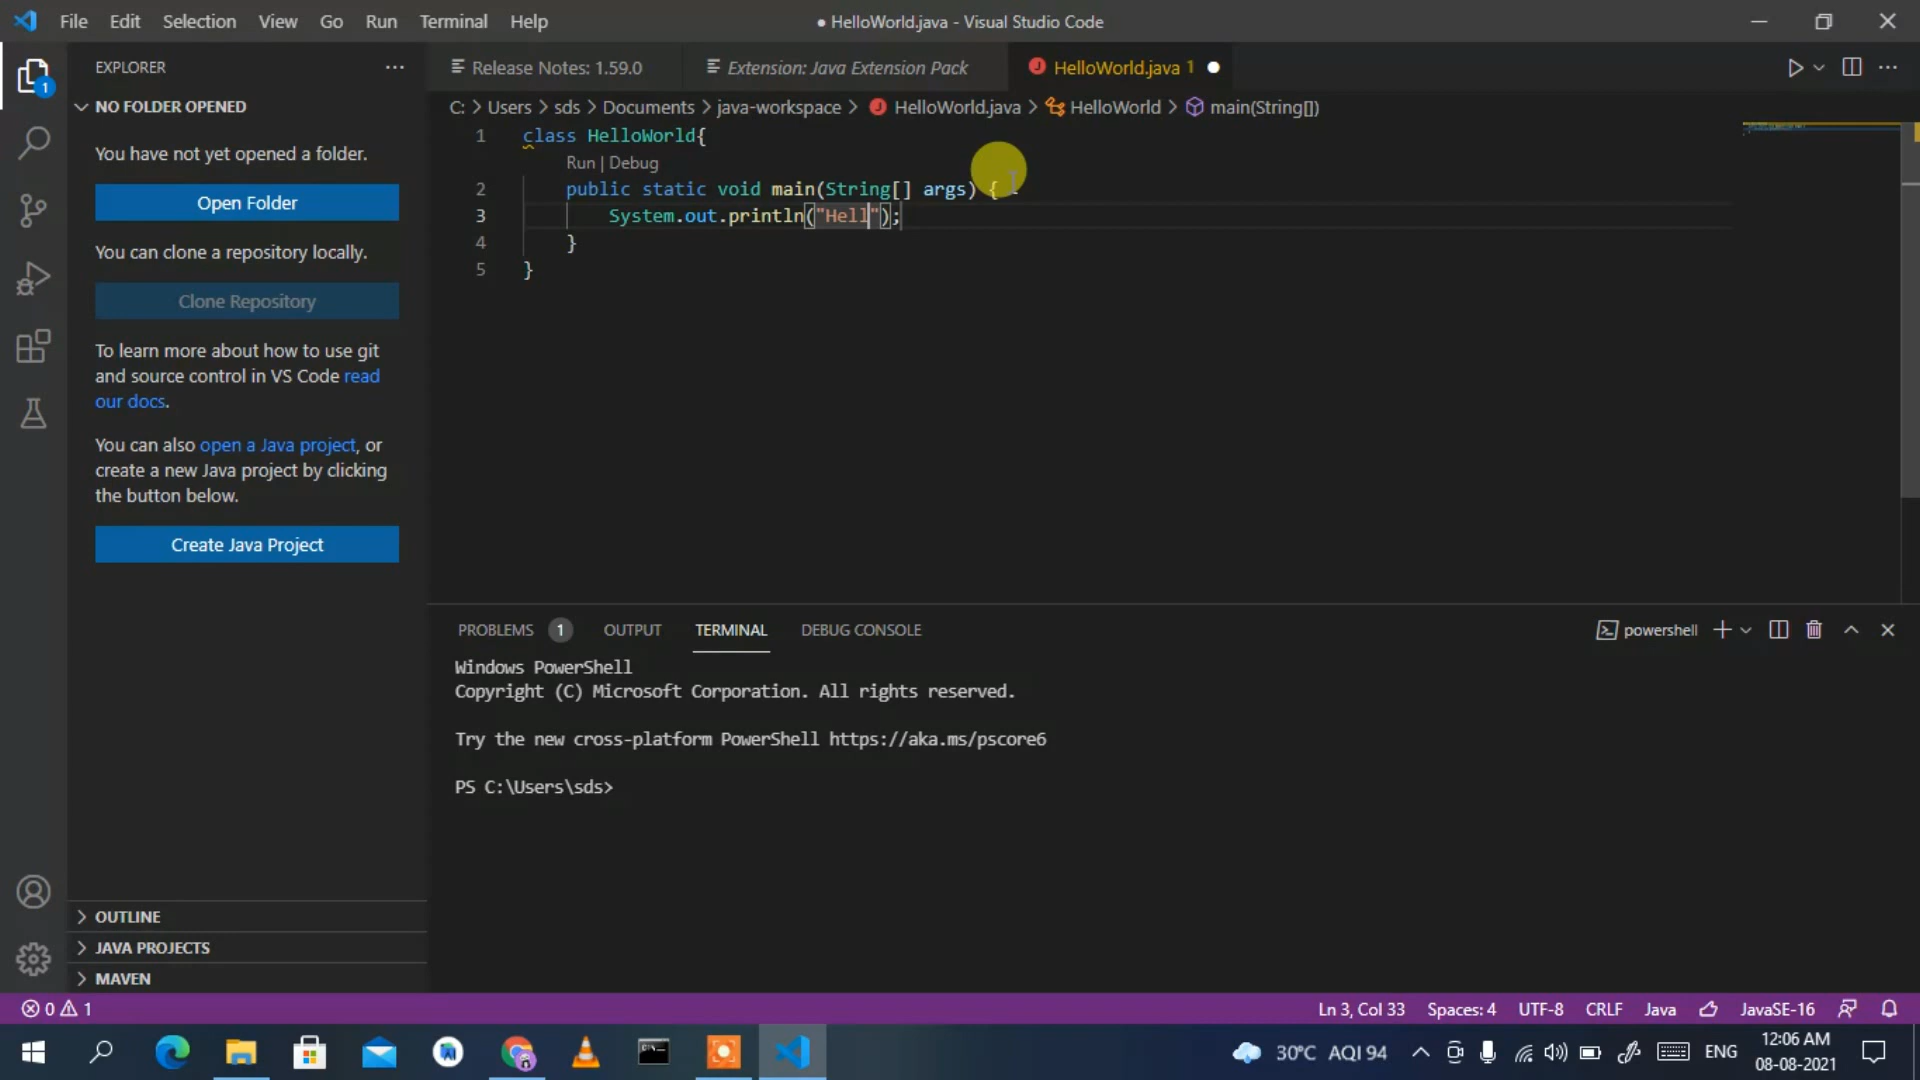 File Edit Selection View Go Run Terminal Help ● HelloWorld.java - Visual Studio Code
EXPLORER ···
Release Notes: 1.59.0 Extension: Java Extension Pack HelloWorld.java 1 ●
NO FOLDER OPENED
C: > Users > sds > Documents > java-workspace > HelloWorld.java > HelloWorld > main(String[])
You have not yet opened a folder.
Open Folder
You can clone a repository locally.
Clone Repository
To learn more about how to use git
and source control in VS Code read
our docs.
You can also open a Java project, or
create a new Java project by clicking
the button below.
Create Java Project
OUTLINE
JAVA PROJECTS
MAVEN
1 class HelloWorld{
Run | Debug
2 public static void main(String[] args) {
3 System.out.println("Hell");
4 }
5 }
PROBLEMS 1 OUTPUT TERMINAL DEBUG CONSOLE powershell
Windows PowerShell
Copyright (C) Microsoft Corporation. All rights reserved.
Try the new cross-platform PowerShell https://aka.ms/pscore6
PS C:\Users\sds>
1
0 1 Ln 3, Col 33 Spaces: 4 UTF-8 CRLF Java JavaSE-16
30°C AQI 94 ENG 12:06 AM
08-08-2021